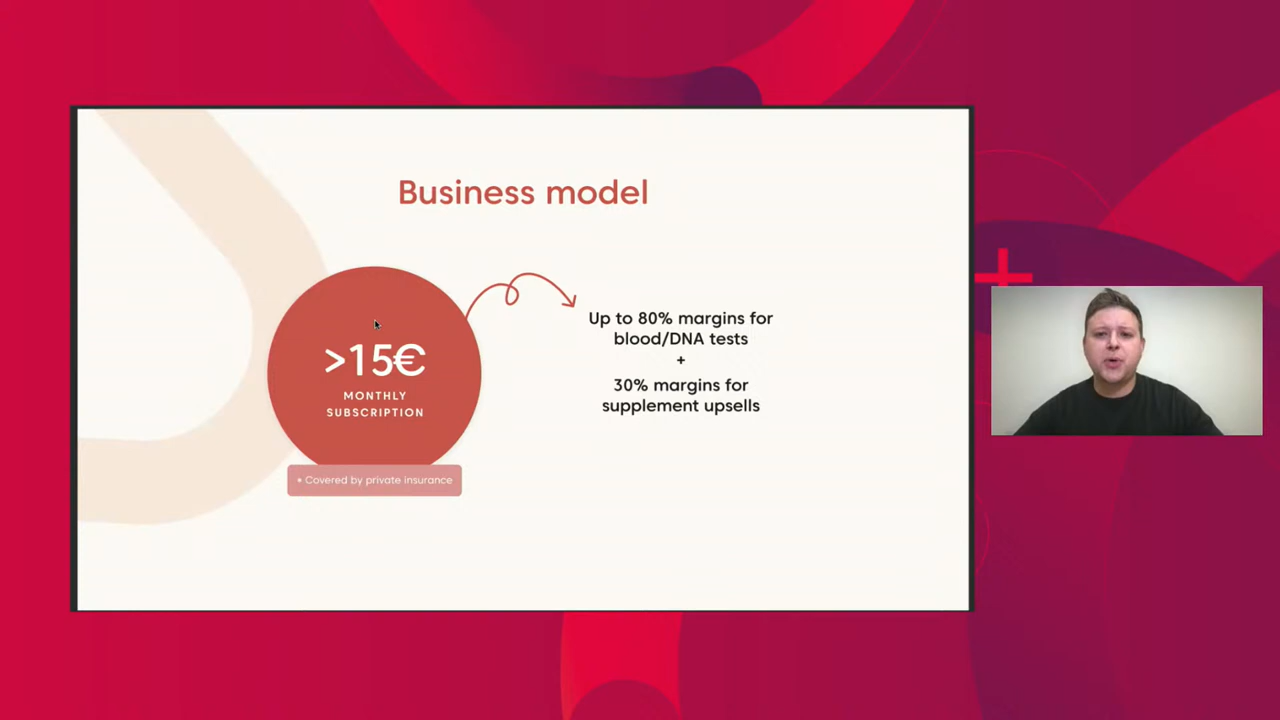 Business model
>15€
MONTHLY
SUBSCRIPTION
+ Covered by private insurance
Up to 80% margins for
blood/DNA tests
+
30% margins for
supplement upsells